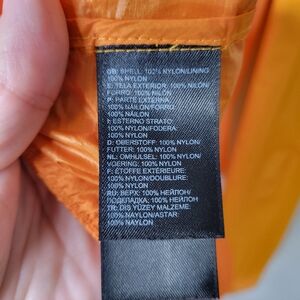 GB: SHELL: 100% NYLON/LINING
100% NYLON
E: TELA EXTERIOR: 100% NILON/
FORRO: 100% NILON
P: PARTE EXTERNA:
100% NÁILON/FORRO:
100% NÁILON
I: ESTERNO STRATO:
100% NYLON/FODERA:
100% NYLON
D: OBERSTOFF: 100% NYLON/
FUTTER: 100% NYLON
NL: OMHULSEL: 100% NYLON/
VOERING: 100% NYLON
F: ÉTOFFE EXTÉRIEURE:
100% NYLON/DOUBLURE:
100% NYLON
RU: ВЕРХ: 100% НЕЙЛОН/
ПОДКЛАДКА: 100% НЕЙЛОН
TR: DIŞ YÜZEY MALZEME:
100% NAYLON/ASTAR:
100% NAYLON